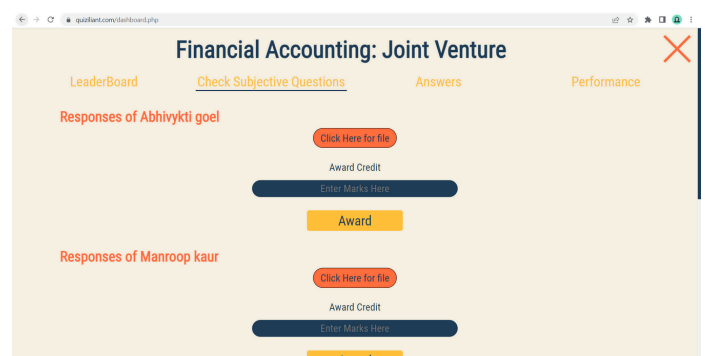 quiziliant.com/dashboard.php
Financial Accounting: Joint Venture
LeaderBoard Check Subjective Questions Answers Performance
Responses of Abhivykti goel
Click Here for file
Award Credit
Enter Marks Here
Award
Responses of Manroop kaur
Click Here for file
Award Credit
Enter Marks Here